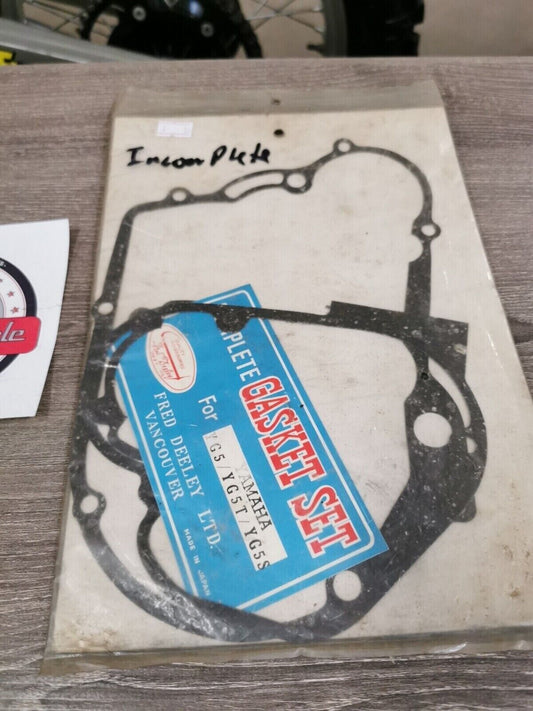 Incomplete
PLETE GASKET SET
For YAMAHA
YG5/YG5T/YG5S
FRED DEELEY LTD.
VANCOUVER
MADE IN JAPAN